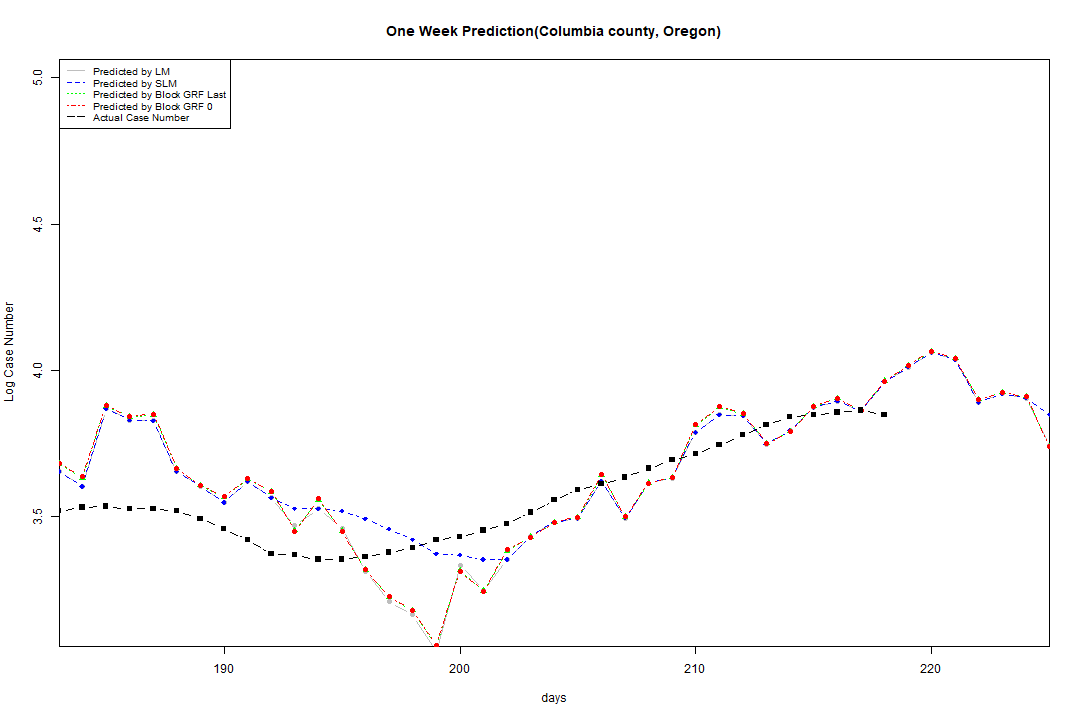 One Week Prediction(Columbia county, Oregon)
Predicted by LM
Predicted by SLM
Predicted by Block GRF Last
Predicted by Block GRF 0
Actual Case Number
5.0
4.5
4.0
3.5
Log Case Number
190
200
210
220
days